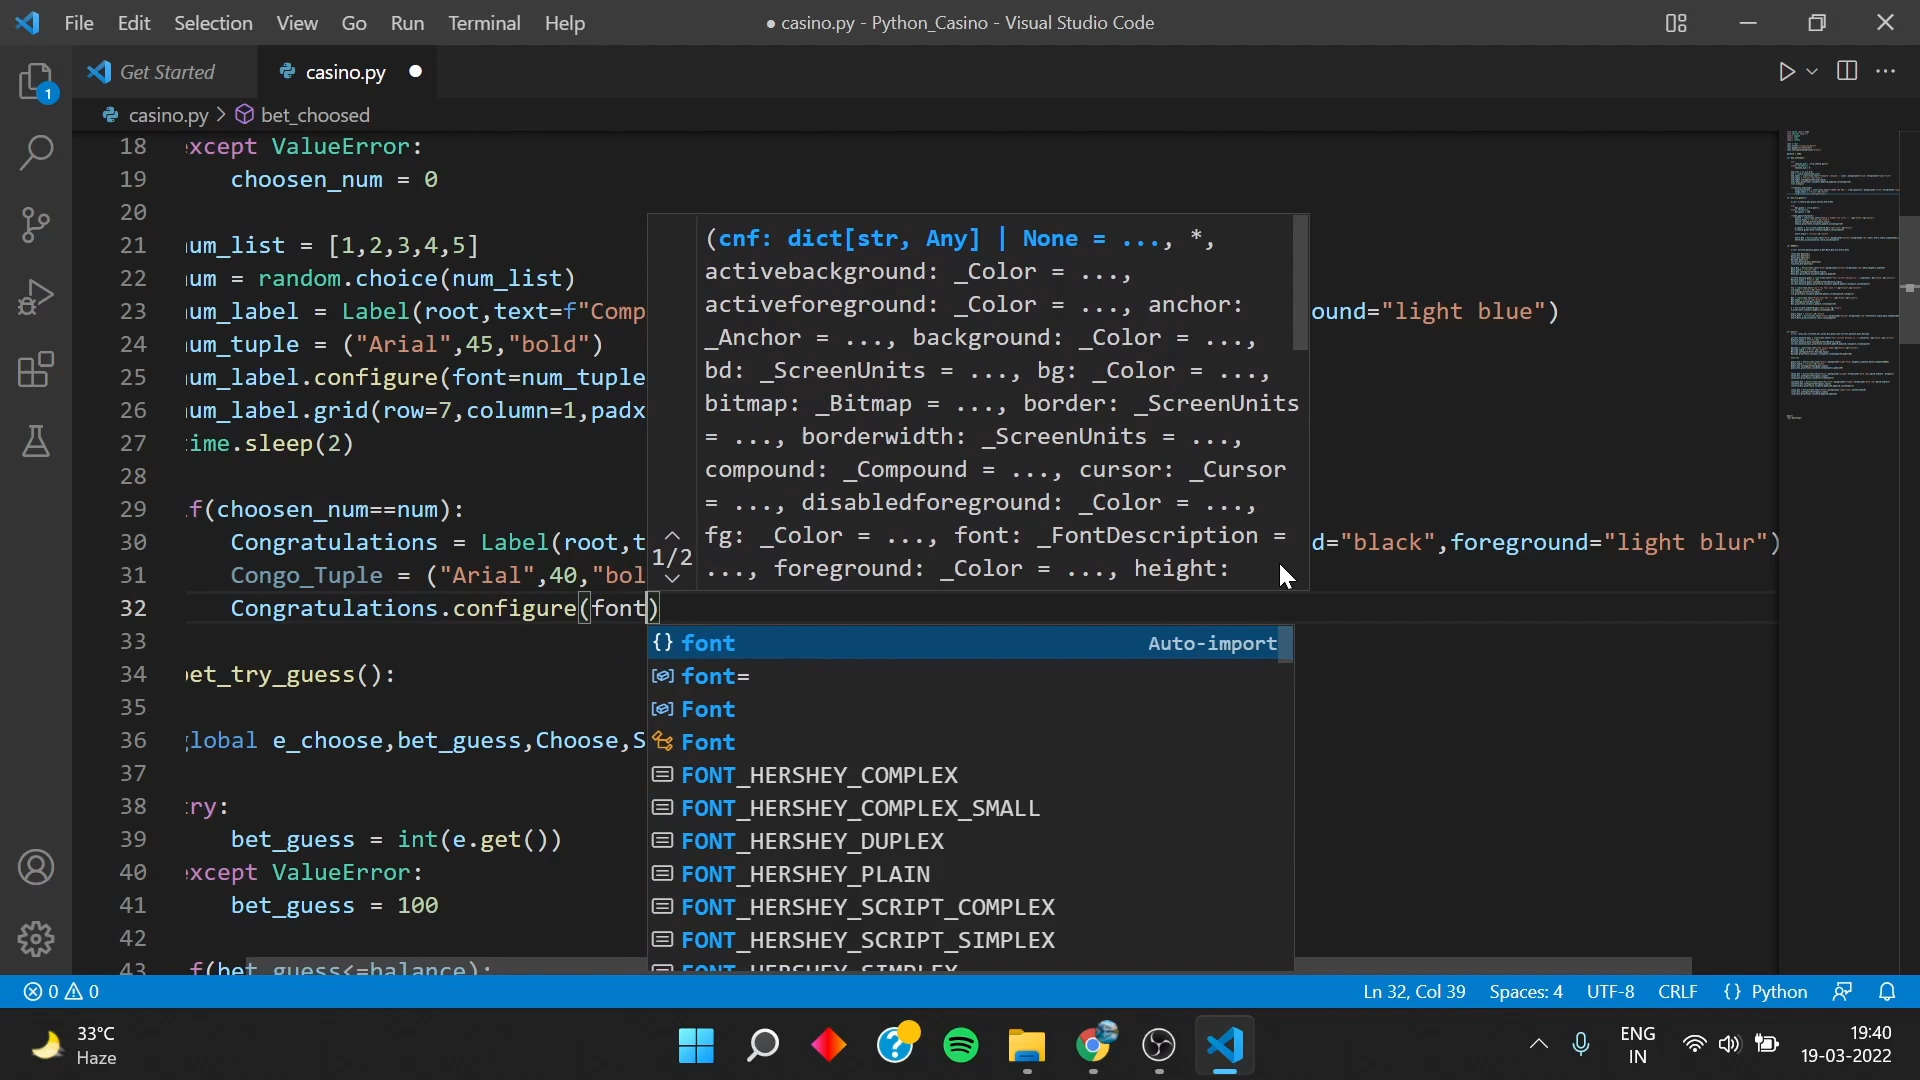 File Edit Selection View Go Run Terminal Help ● casino.py - Python_Casino - Visual Studio Code
Get Started casino.py
1
casino.py > bet_choosed
18 xcept ValueError:
19 choosen_num = 0
20
21 num_list = [1,2,3,4,5]
22 num = random.choice(num_list)
23 num_label = Label(root,text=f"Comp ound="light blue")
24 num_tuple = ("Arial",45,"bold")
25 num_label.configure(font=num_tuple
26 num_label.grid(row=7,column=1,padx
27 ime.sleep(2)
28
29 f(choosen_num==num):
30 Congratulations = Label(root,t d="black",foreground="light blur")
31 Congo_Tuple = ("Arial",40,"bol
32 Congratulations.configure(font)
33
34 bet_try_guess():
35
36 global e_choose,bet_guess,Choose,S
37
38 ry:
39 bet_guess = int(e.get())
40 xcept ValueError:
41 bet_guess = 100
42
43 f(bet_guess<=balance):
(cnf: dict[str, Any] | None = ..., *,
activebackground: _Color = ...,
activeforeground: _Color = ..., anchor:
_Anchor = ..., background: _Color = ...,
bd: _ScreenUnits = ..., bg: _Color = ...,
bitmap: _Bitmap = ..., border: _ScreenUnits
= ..., borderwidth: _ScreenUnits = ...,
compound: _Compound = ..., cursor: _Cursor
= ..., disabledforeground: _Color = ...,
fg: _Color = ..., font: _FontDescription =
1/2
..., foreground: _Color = ..., height:
font Auto-import
font=
Font
Font
FONT_HERSHEY_COMPLEX
FONT_HERSHEY_COMPLEX_SMALL
FONT_HERSHEY_DUPLEX
FONT_HERSHEY_PLAIN
FONT_HERSHEY_SCRIPT_COMPLEX
FONT_HERSHEY_SCRIPT_SIMPLEX
FONT_HERSHEY_SIMPLEX
0 0 Ln 32, Col 39 Spaces: 4 UTF-8 CRLF {} Python
33°C
Haze
ENG
IN
19:40
19-03-2022